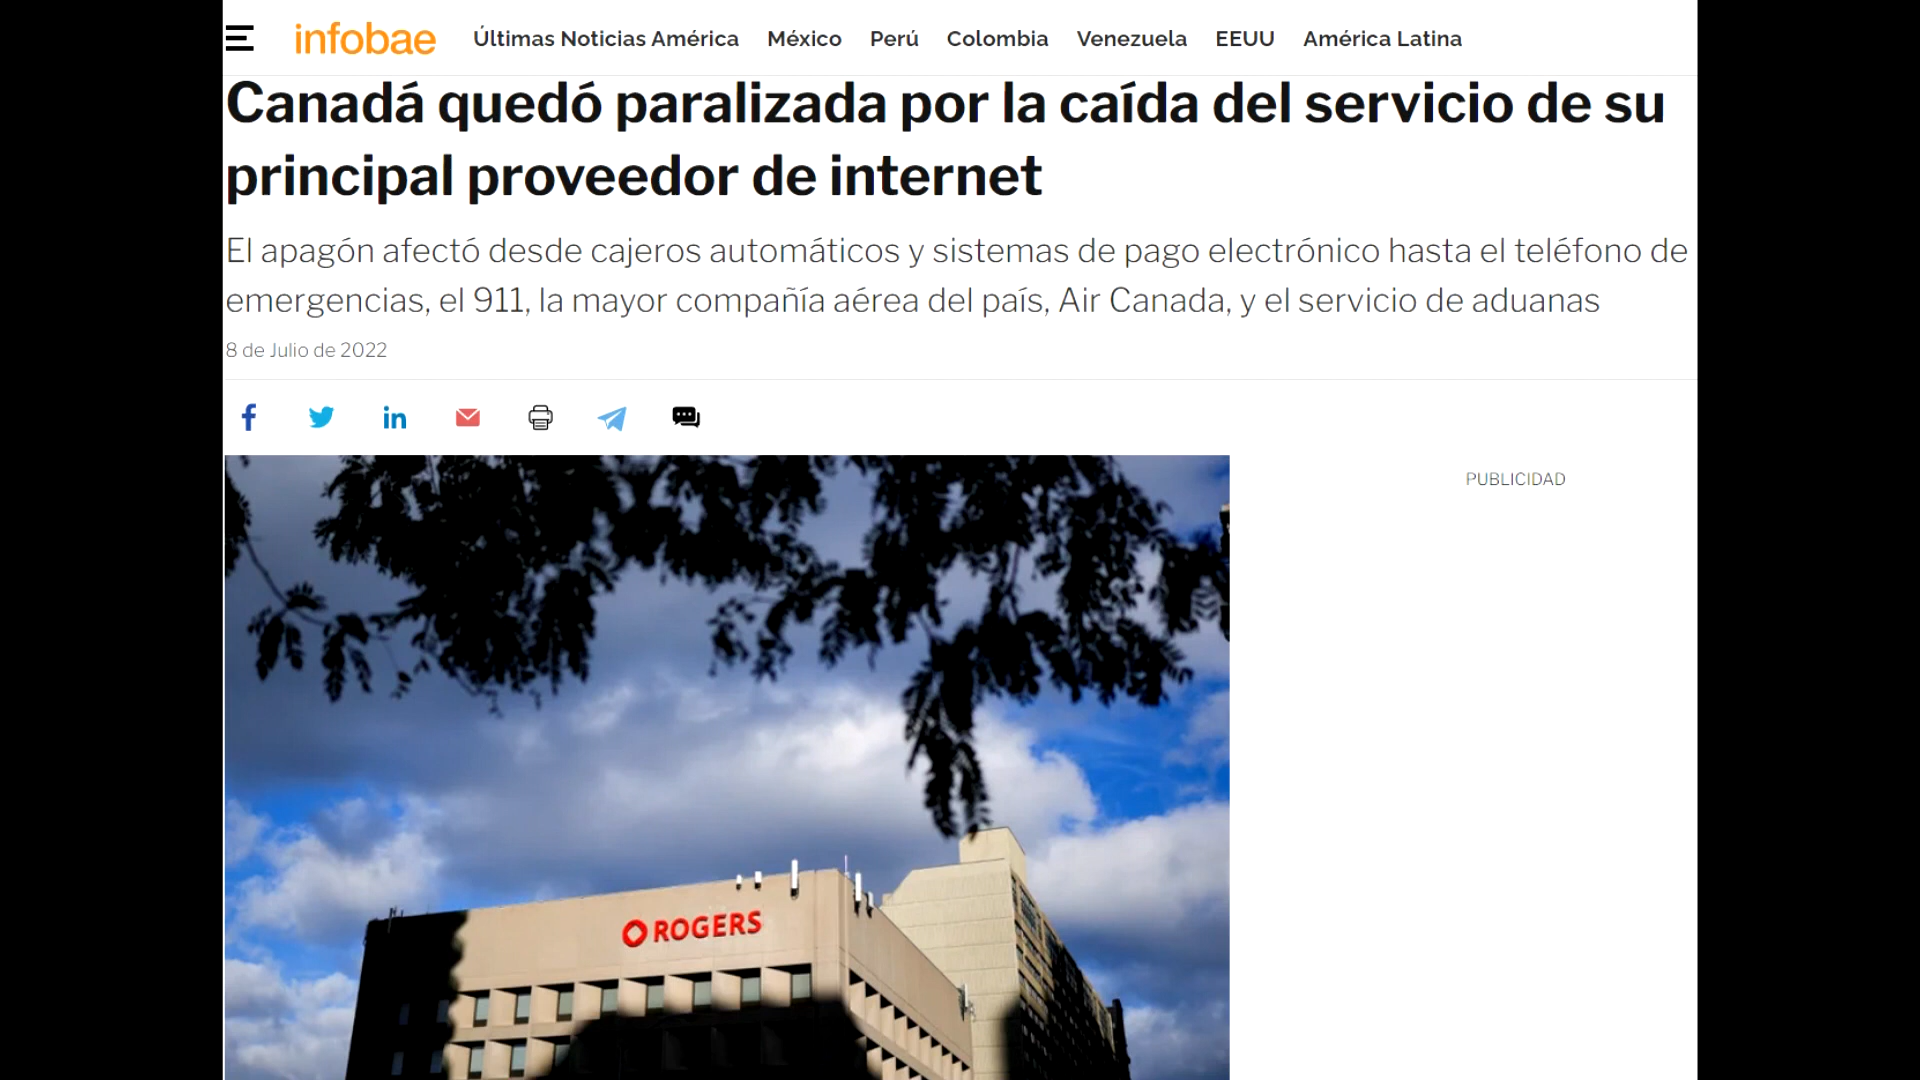 infobae
Últimas Noticias América México Perú Colombia Venezuela EEUU América Latina
Canadá quedó paralizada por la caída del servicio de su
principal proveedor de internet
El apagón afectó desde cajeros automáticos y sistemas de pago electrónico hasta el teléfono de
emergencias, el 911, la mayor compañía aérea del país, Air Canada, y el servicio de aduanas
8 de Julio de 2022
PUBLICIDAD
ROGERS